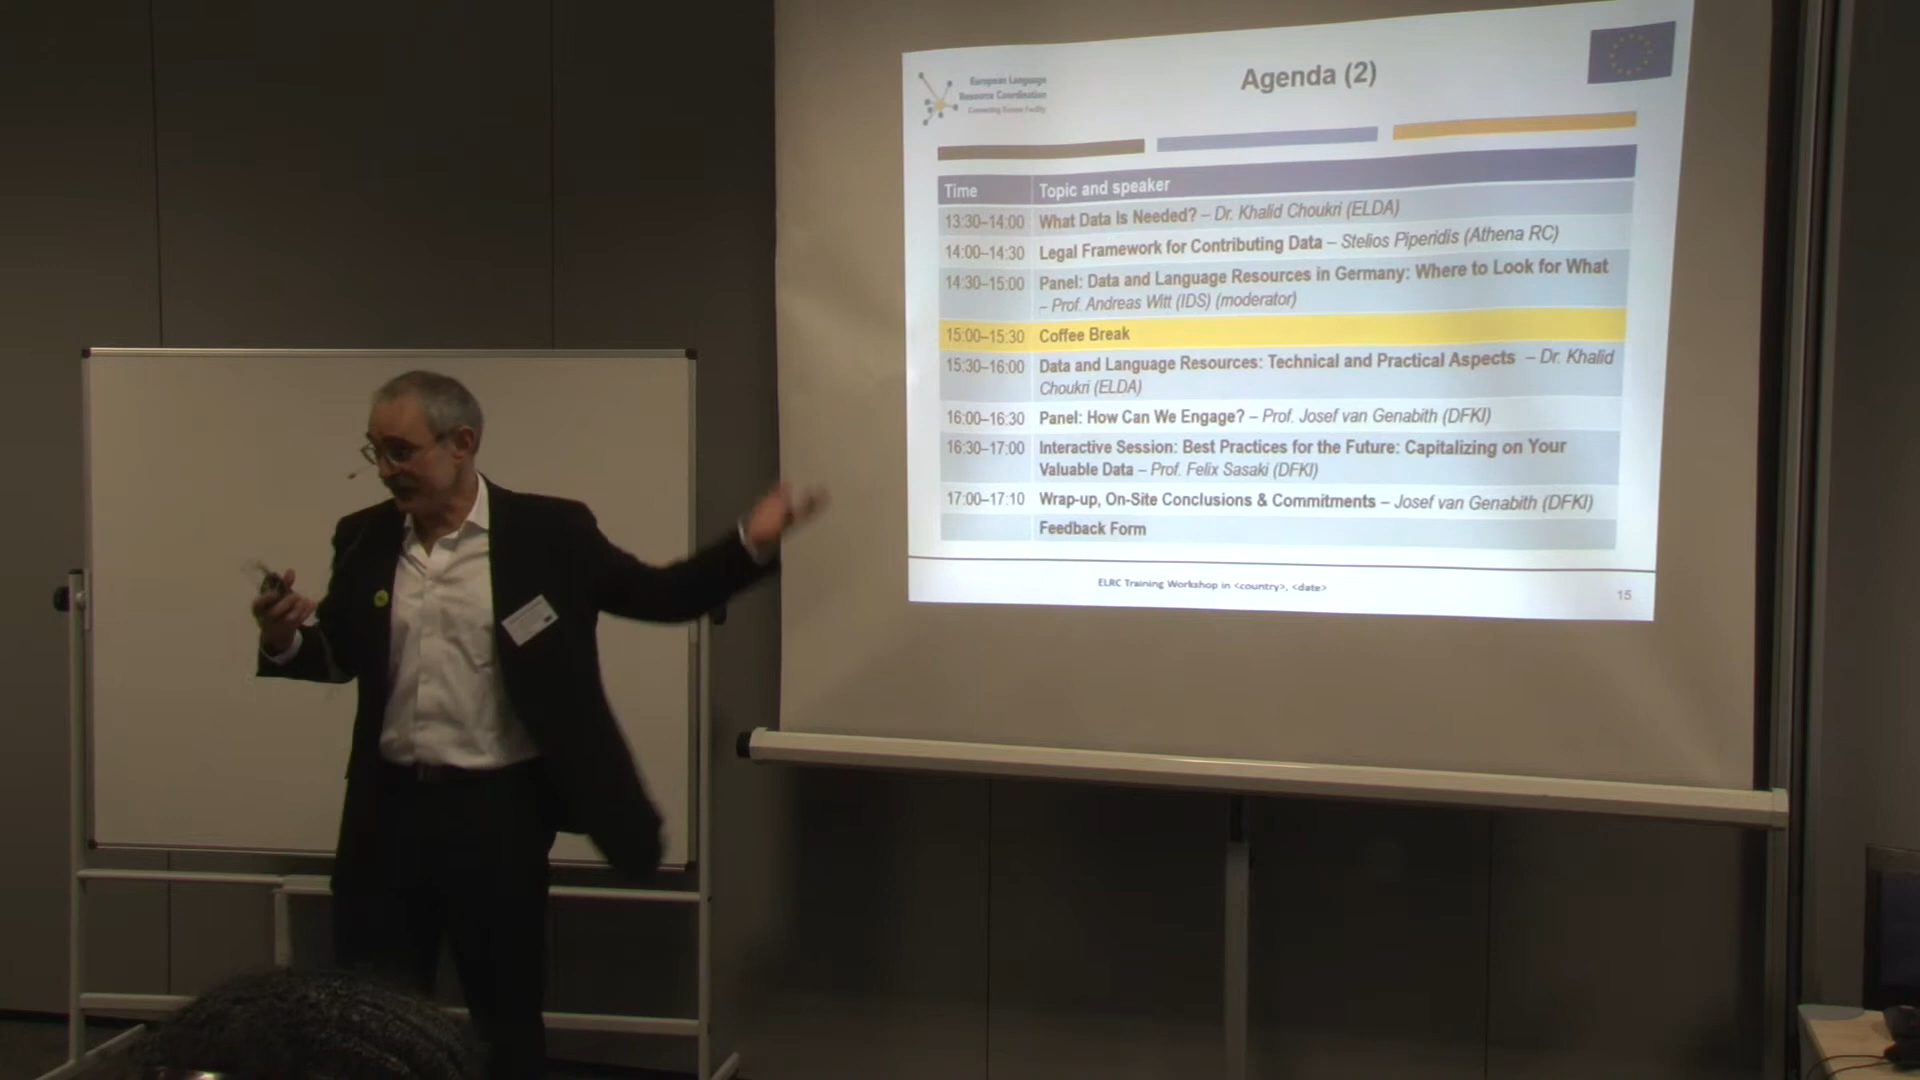 European Language
Resource Coordination
Connecting Europe Facility
Agenda (2)
Time Topic and speaker
13:30–14:00 What Data Is Needed? – Dr. Khalid Choukri (ELDA)
14:00–14:30 Legal Framework for Contributing Data – Stelios Piperidis (Athena RC)
14:30–15:00 Panel: Data and Language Resources in Germany: Where to Look for What
– Prof. Andreas Witt (IDS) (moderator)
15:00–15:30 Coffee Break
15:30–16:00 Data and Language Resources: Technical and Practical Aspects – Dr. Khalid
Choukri (ELDA)
16:00–16:30 Panel: How Can We Engage? – Prof. Josef van Genabith (DFKI)
16:30–17:00 Interactive Session: Best Practices for the Future: Capitalizing on Your
Valuable Data – Prof. Felix Sasaki (DFKI)
17:00–17:10 Wrap-up, On-Site Conclusions & Commitments – Josef van Genabith (DFKI)
Feedback Form
ELRC Training Workshop in <country>, <date>
15